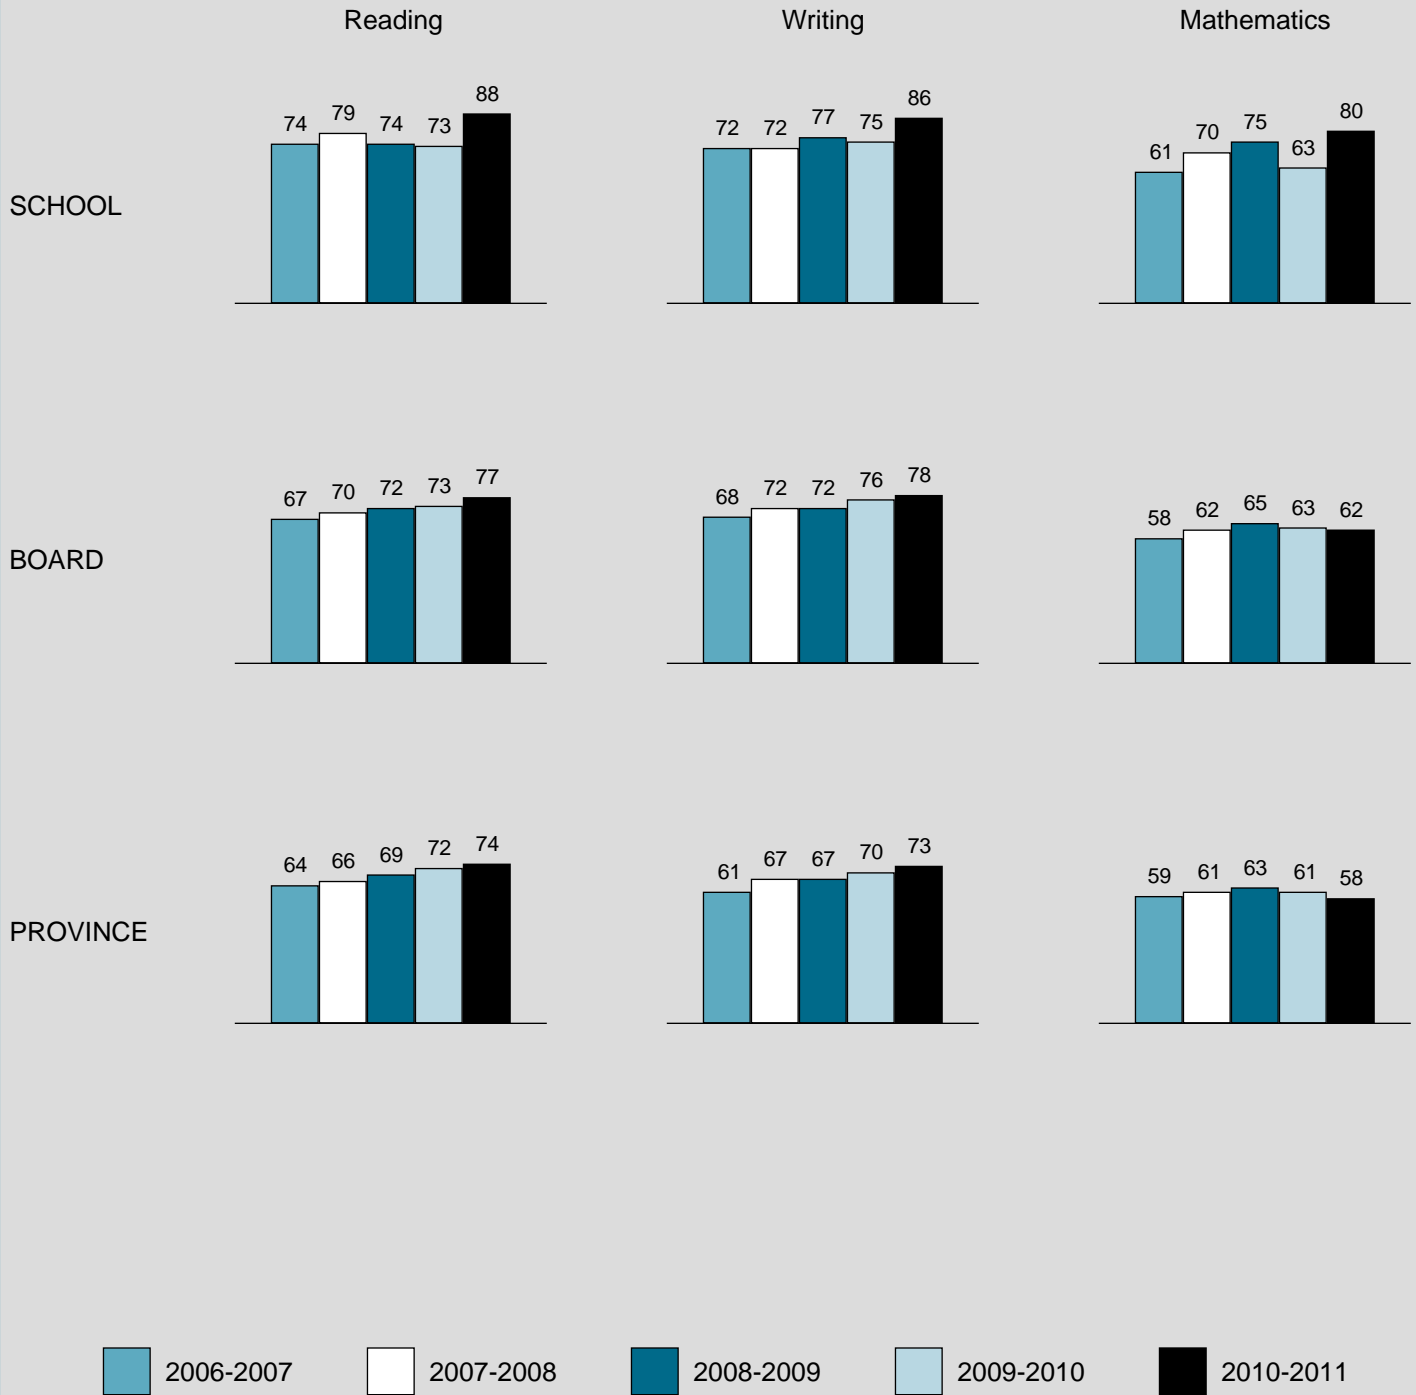 Reading Writing Mathematics
SCHOOL
74 79 74 73 88
72 72 77 75 86
61 70 75 63 80
BOARD
67 70 72 73 77
68 72 72 76 78
58 62 65 63 62
PROVINCE
64 66 69 72 74
61 67 67 70 73
59 61 63 61 58
2006-2007 2007-2008 2008-2009 2009-2010 2010-2011